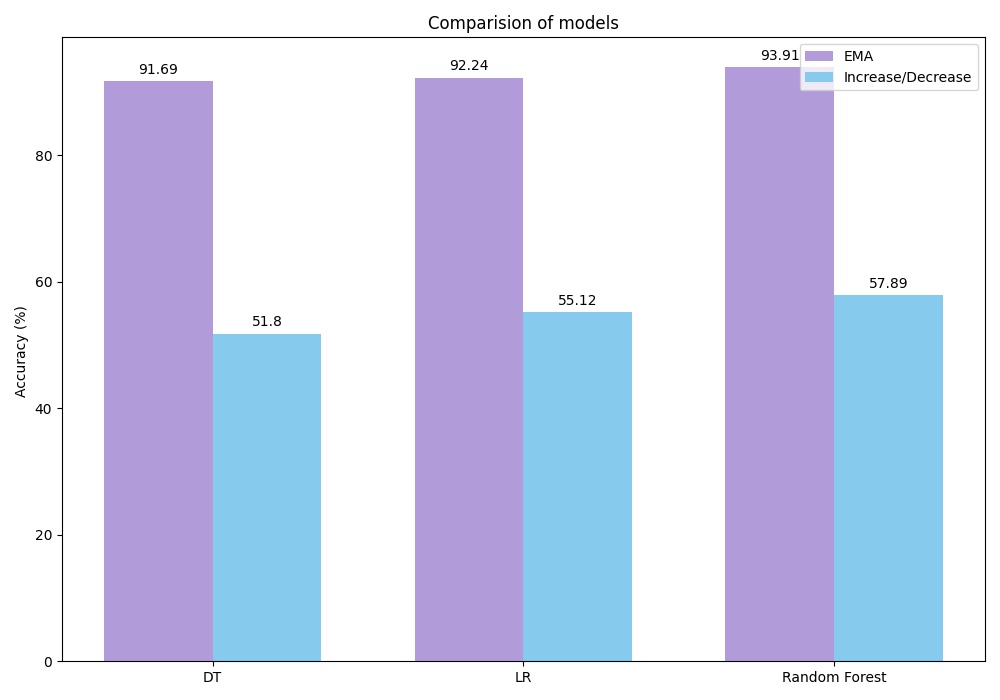 Comparision of models
EMA
Increase/Decrease
91.69
92.24
93.91
51.8
55.12
57.89
Accuracy (%)
80
60
40
20
0
DT
LR
Random Forest